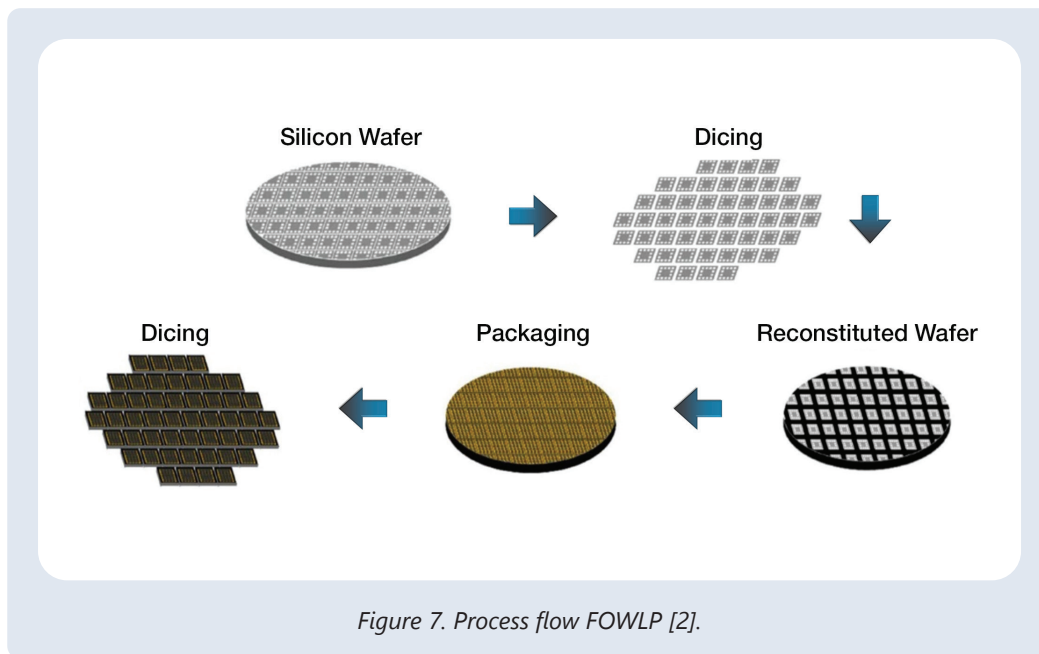 Silicon Wafer
Dicing
Dicing
Packaging
Reconstituted Wafer
Figure 7. Process flow FOWLP [2].